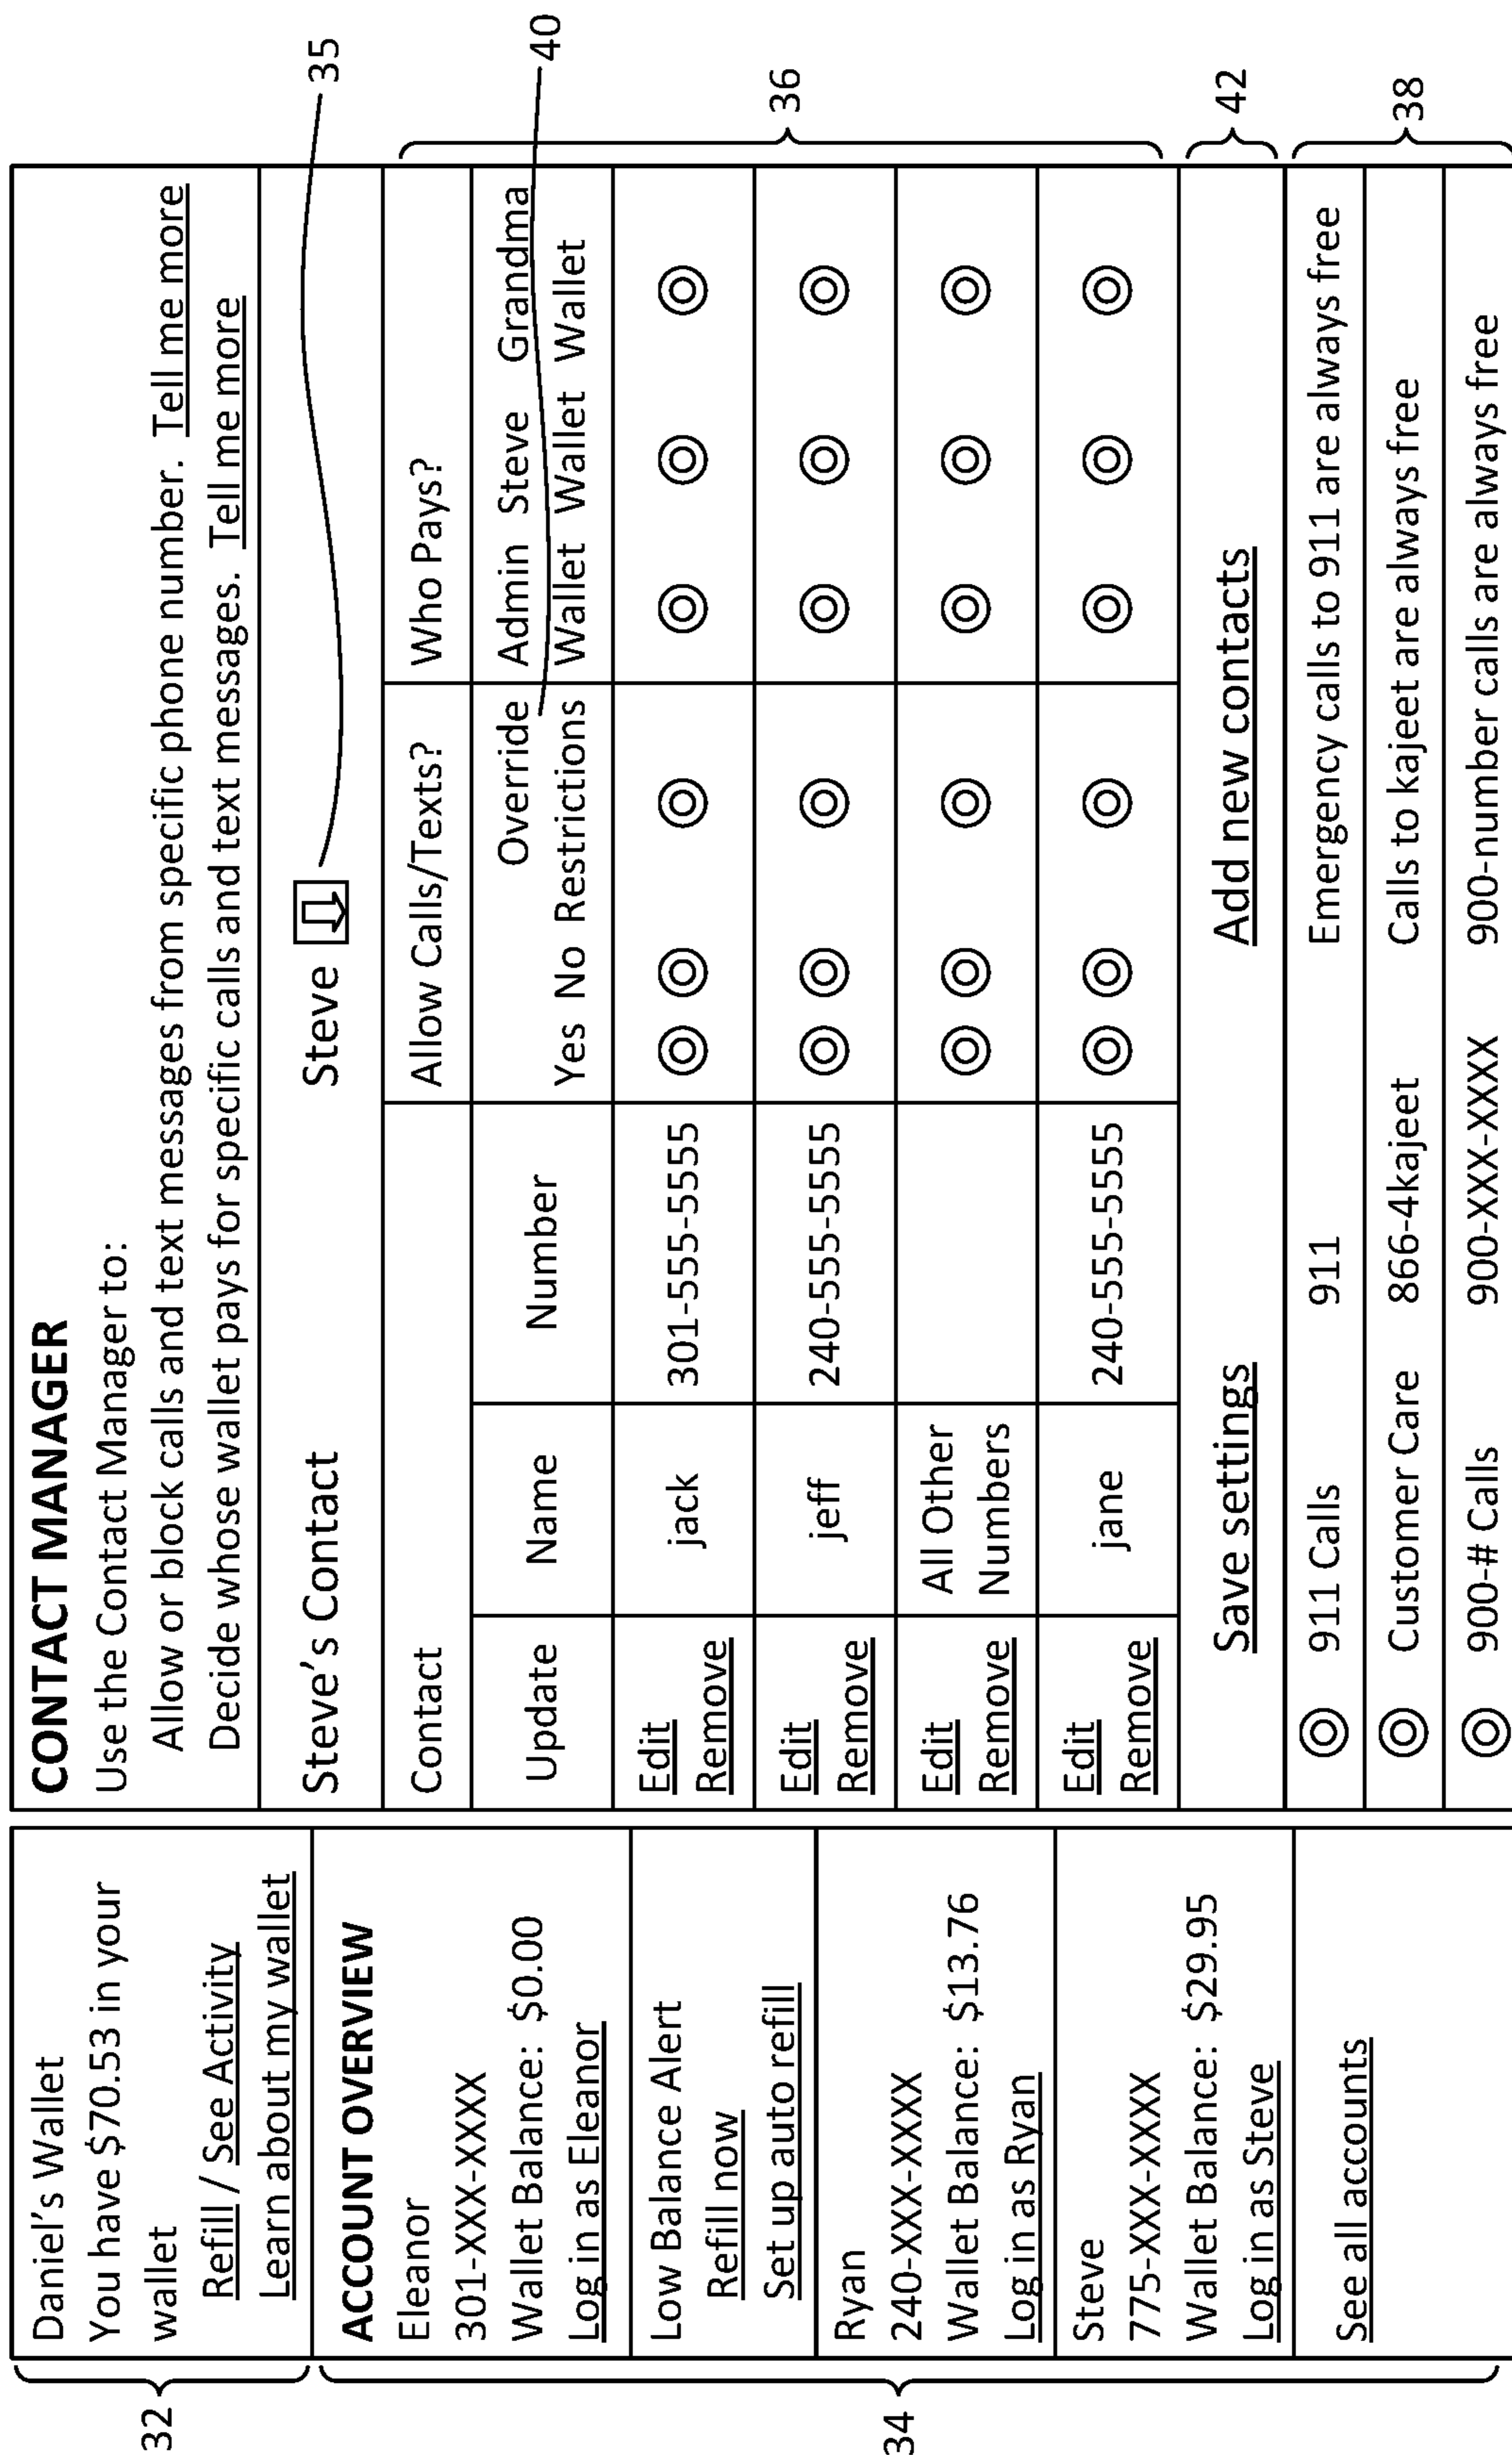 32
Daniel's Wallet
You have $70.53 in your
wallet
Refill / See Activity
Learn about my wallet
34
ACCOUNT OVERVIEW
Eleanor
301-XXX-XXXX
Wallet Balance: $0.00
Log in as Eleanor
Low Balance Alert
Refill now
Set up auto refill
Ryan
240-XXX-XXXX
Wallet Balance: $13.76
Log in as Ryan
Steve
775-XXX-XXXX
Wallet Balance: $29.95
Log in as Steve
See all accounts
CONTACT MANAGER
Use the Contact Manager to:
Allow or block calls and text messages from specific phone number. Tell me more
Decide whose wallet pays for specific calls and text messages. Tell me more
Steve's Contact Steve
35
Contact Allow Calls/Texts? Who Pays?
Override Admin Steve Grandma
Update Name Number Yes No Restrictions Wallet Wallet Wallet
40
Edit
Remove jack 301-555-5555
Edit
Remove jeff 240-555-5555
36
Edit All Other
Remove Numbers
Edit
Remove jane 240-555-5555
Save settings Add new contacts
42
911 Calls 911 Emergency calls to 911 are always free
Customer Care 866-4kajeet Calls to kajeet are always free
38
900-# Calls 900-XXX-XXXX 900-number calls are always free